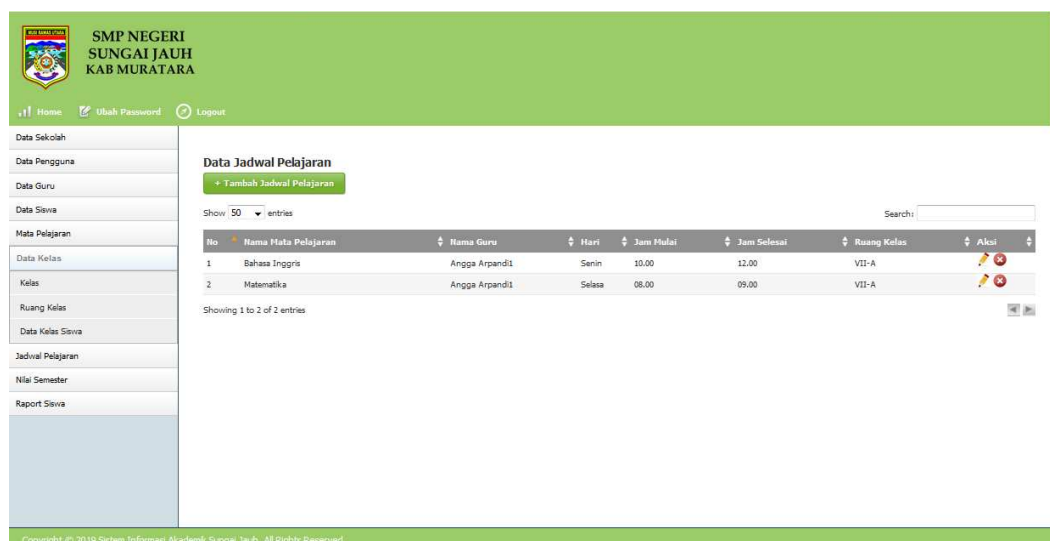 MUSI RAWAS UTARA
SMP NEGERI
SUNGAI JAUH
KAB MURATARA
Home Ubah Password Logout
Data Sekolah
Data Pengguna
Data Guru
Data Siswa
Mata Pelajaran
Data Kelas
Kelas
Ruang Kelas
Data Kelas Siswa
Jadwal Pelajaran
Nilai Semester
Raport Siswa
Data Jadwal Pelajaran
+ Tambah Jadwal Pelajaran
Show 50 entries Search:
No Nama Mata Pelajaran Nama Guru Hari Jam Mulai Jam Selesai Ruang Kelas Aksi
1 Bahasa Inggris Angga Arpandi1 Senin 10.00 12.00 VII-A
2 Matematika Angga Arpandi1 Selasa 08.00 09.00 VII-A
Showing 1 to 2 of 2 entries
Copyright © 2019 Sistem Informasi Akademik Sungai Jauh. All Rights Reserved